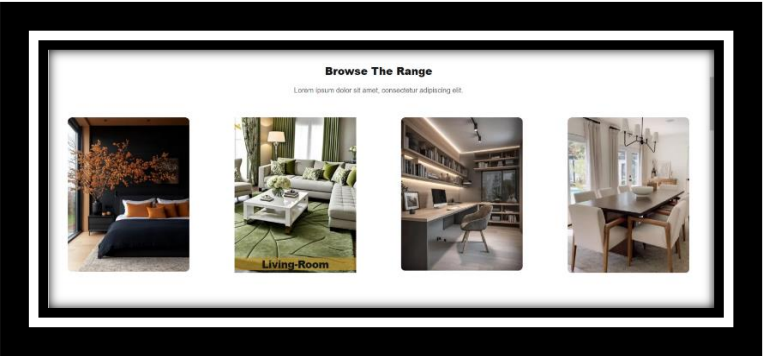 Browse The Range
Lorem ipsum dolor sit amet, consectetur adipiscing elit.
Living-Room